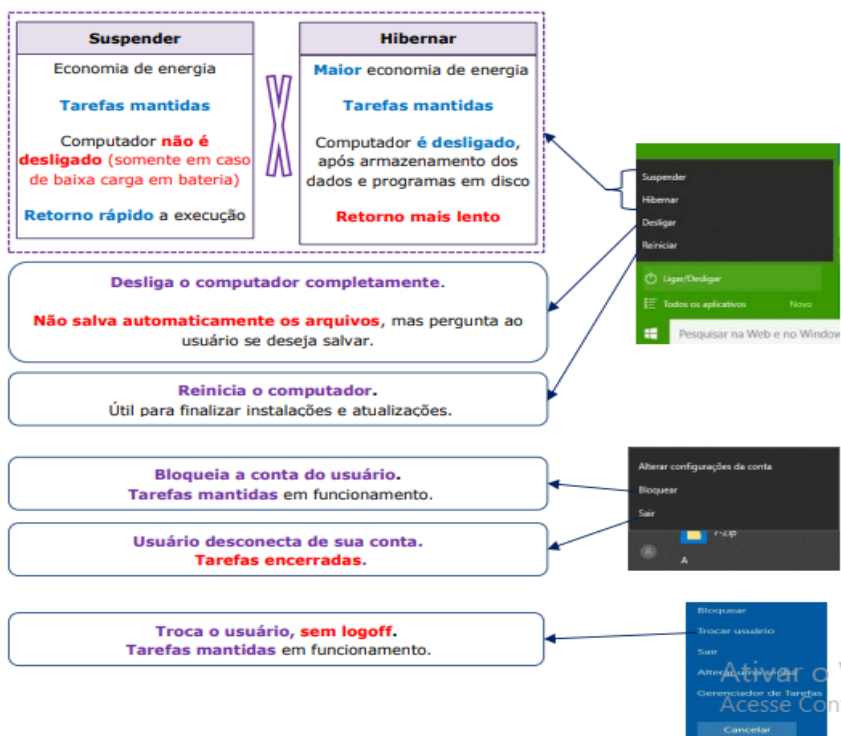 Suspender
Economia de energia
Tarefas mantidas
Computador não é
desligado (somente em caso
de baixa carga em bateria)
Retorno rápido a execução
Hibernar
Maior economia de energia
Tarefas mantidas
Computador é desligado,
após armazenamento dos
dados e programas em disco
Retorno mais lento
Suspender
Hibernar
Desligar
Reiniciar
Ligar/Desligar
Todos os aplicativos Novo
Pesquisar na Web e no Window
Desliga o computador completamente.
Não salva automaticamente os arquivos, mas pergunta ao
usuário se deseja salvar.
Reinicia o computador.
Útil para finalizar instalações e atualizações.
Bloqueia a conta do usuário.
Tarefas mantidas em funcionamento.
Usuário desconecta de sua conta.
Tarefas encerradas.
Alterar configurações da conta
Bloquear
Sair
7-Zip
A
Troca o usuário, sem logoff.
Tarefas mantidas em funcionamento.
Bloquear
Trocar usuário
Sair
Alterar uma senha
Gerenciador de Tarefas
Cancelar
Ativar o
Acesse Con